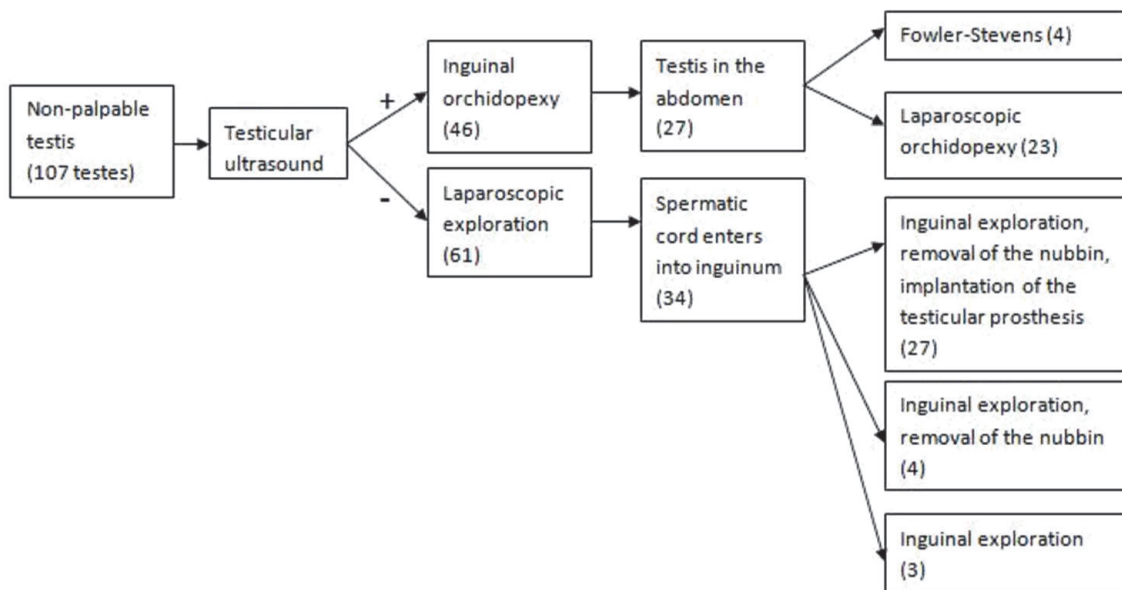 Non-palpable
testis
(107 testes)
Testicular
ultrasound
+
-
Inguinal
orchidopexy
(46)
Laparoscopic
exploration
(61)
Testis in the
abdomen
(27)
Spermatic
cord enters
into inguinum
(34)
Fowler-Stevens (4)
Laparoscopic
orchidopexy (23)
Inguinal exploration,
removal of the nubbin,
implantation of the
testicular prosthesis
(27)
Inguinal exploration,
removal of the nubbin
(4)
Inguinal exploration
(3)